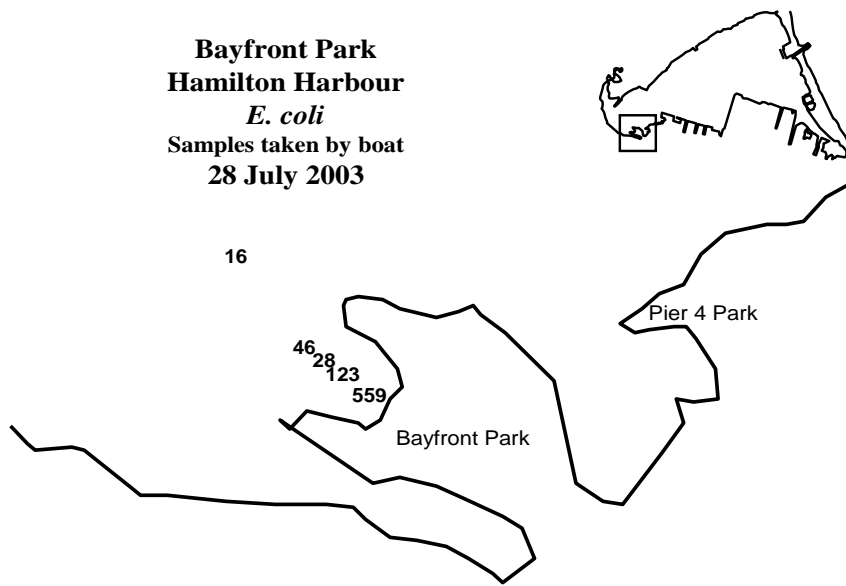 Bayfront Park
Hamilton Harbour
E. coli
Samples taken by boat
28 July 2003
16
Pier 4 Park
46
28
123
559
Bayfront Park